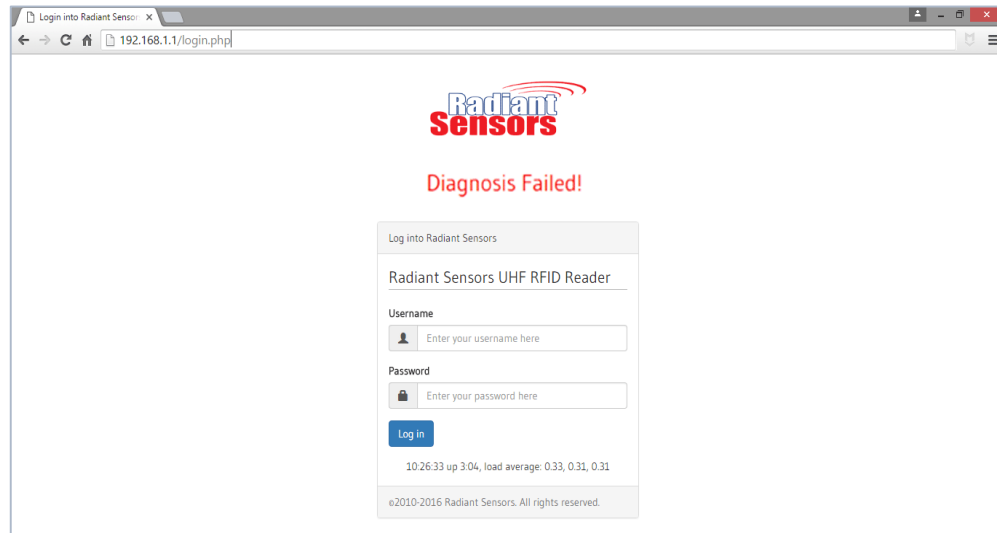 Login into Radiant Sensor
192.168.1.1/login.php
Radiant
Sensors
Diagnosis Failed!
Log into Radiant Sensors
Radiant Sensors UHF RFID Reader
Username
Enter your username here
Password
Enter your password here
Log in
10:26:33 up 3:04, load average: 0.33, 0.31, 0.31
©2010-2016 Radiant Sensors. All rights reserved.